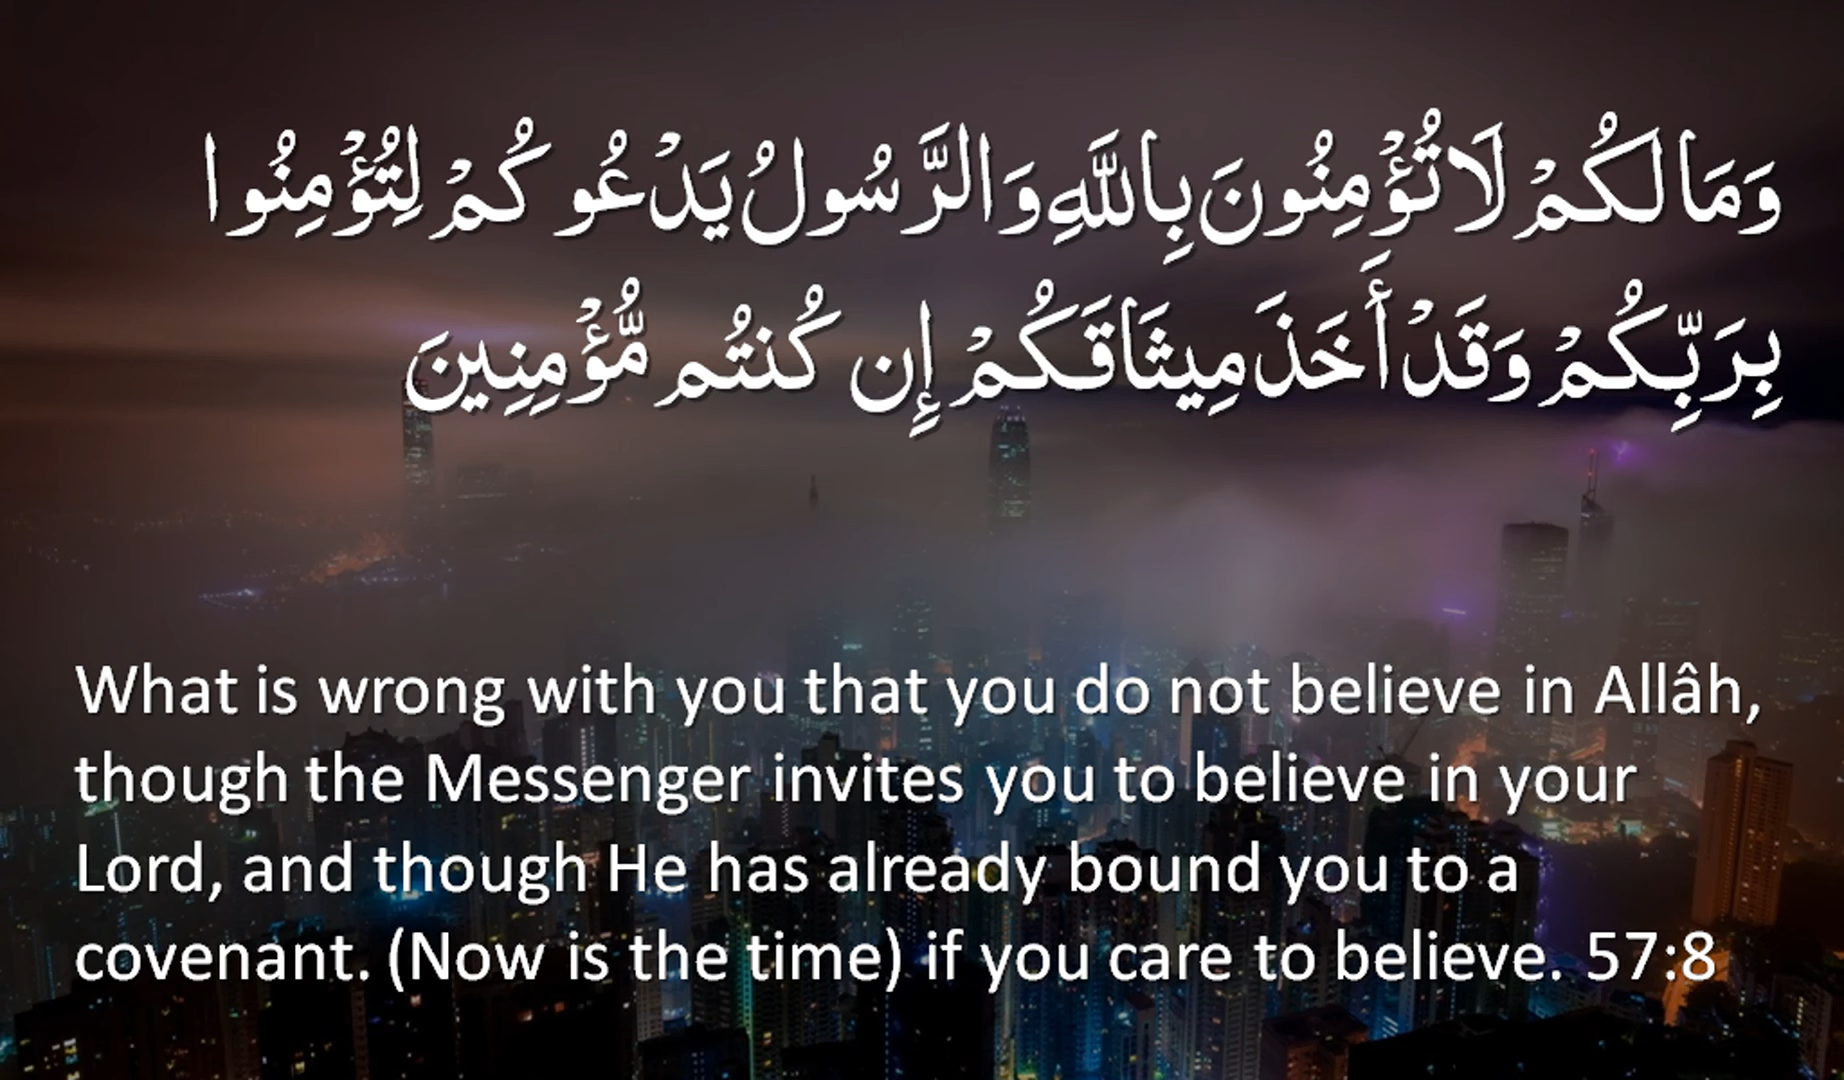 وَمَا لَكُمْ لَا تُؤْمِنُونَ بِاللَّهِ وَالرَّسُولُ يَدْعُوكُمْ لِتُؤْمِنُوا
بِرَبِّكُمْ وَقَدْ أَخَذَ مِيثَاقَكُمْ إِن كُنتُم مُّؤْمِنِينَ
What is wrong with you that you do not believe in Allâh,
though the Messenger invites you to believe in your
Lord, and though He has already bound you to a
covenant. (Now is the time) if you care to believe. 57:8